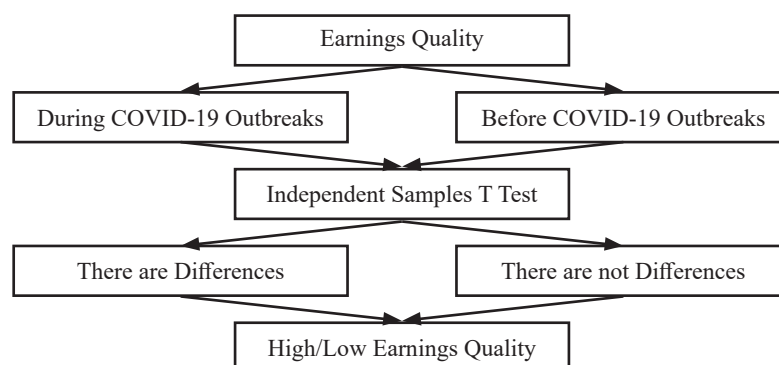 Earnings Quality
During COVID-19 Outbreaks
Before COVID-19 Outbreaks
Independent Samples T Test
There are Differences
There are not Differences
High/Low Earnings Quality